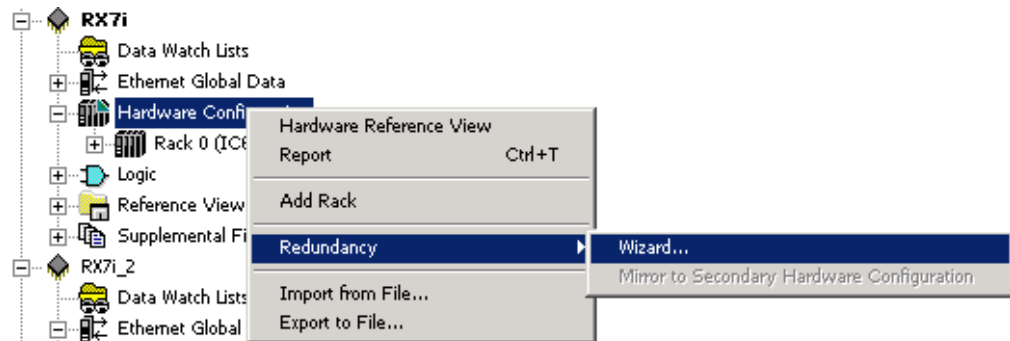 RX7i
Data Watch Lists
Ethernet Global Data
Hardware Confi
Rack 0 (IC6
Logic
Reference View
Supplemental Fi
RX7i_2
Data Watch Lists
Ethernet Global
Hardware Reference View
Report Ctrl+T
Add Rack
Redundancy
Import from File...
Export to File...
Wizard...
Mirror to Secondary Hardware Configuration